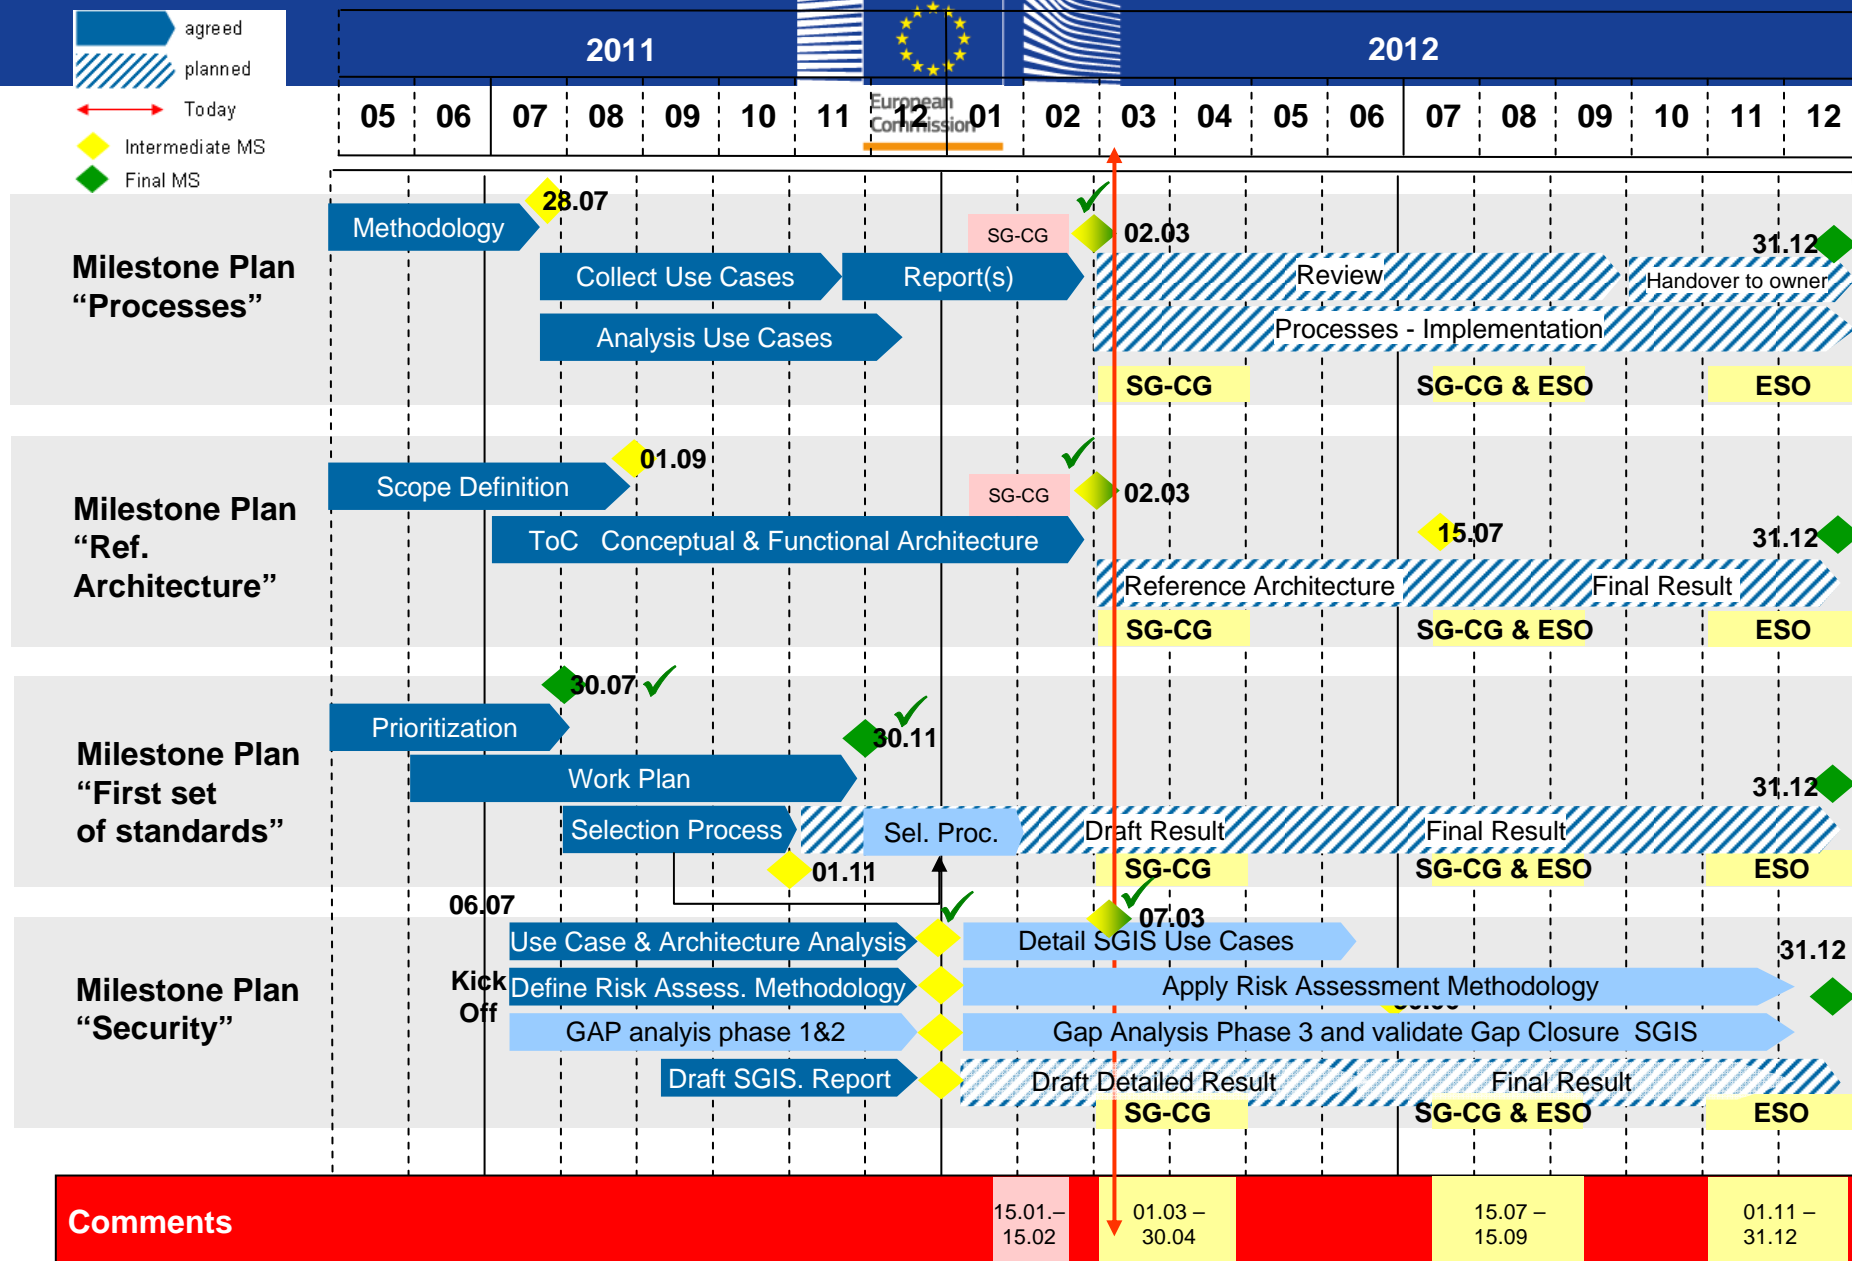 agreed
planned
Today
Intermediate MS
Final MS
2011
2012
05 06 07 08 09 10 11 12 01 02 03 04 05 06 07 08 09 10 11 12
European
Commission
Milestone Plan
“Processes”
28.07
Methodology
SG-CG
02.03
31.12
Collect Use Cases
Report(s)
Review
Handover to owner
Analysis Use Cases
Processes - Implementation
SG-CG
SG-CG & ESO
ESO
Milestone Plan
“Ref.
Architecture”
01.09
Scope Definition
SG-CG
02.03
15.07
31.12
ToC Conceptual & Functional Architecture
Reference Architecture
Final Result
SG-CG
SG-CG & ESO
ESO
Milestone Plan
“First set
of standards”
30.07
Prioritization
30.11
Work Plan
31.12
Selection Process
Sel. Proc.
Draft Result
Final Result
01.11
SG-CG
SG-CG & ESO
ESO
Milestone Plan
“Security”
06.07
Kick
Off
07.03
Use Case & Architecture Analysis
Detail SGIS Use Cases
31.12
Define Risk Assess. Methodology
Apply Risk Assessment Methodology
GAP analyis phase 1&2
Gap Analysis Phase 3 and validate Gap Closure SGIS
Draft SGIS. Report
Draft Detailed Result
Final Result
SG-CG
SG-CG & ESO
ESO
Comments
15.01.–
15.02
01.03 –
30.04
15.07 –
15.09
01.11 –
31.12